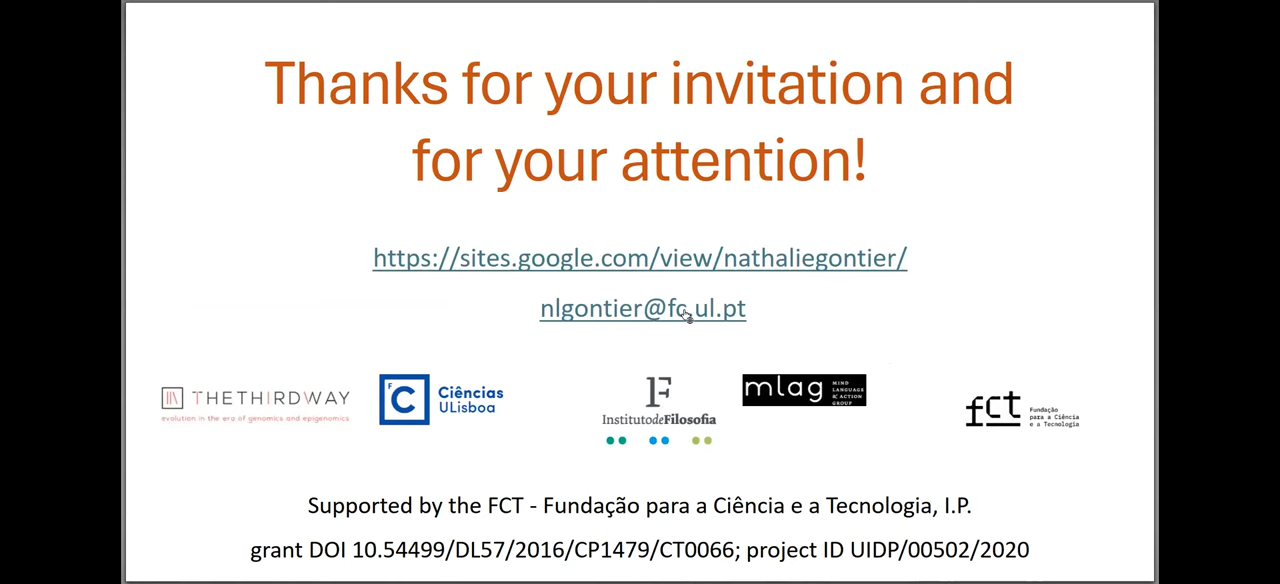 Thanks for your invitation and
for your attention!
https://sites.google.com/view/nathaliegontier/
nlgontier@fc.ul.pt
THETHIRDWAY
evolution in the era of genomics and epigenomics
F
C
Ciências
ULisboa
IF
InstitutodeFilosofia
mlag
MIND
LANGUAGE
& ACTION
GROUP
fct
Fundação
para a Ciência
e a Tecnologia
Supported by the FCT - Fundação para a Ciência e a Tecnologia, I.P.
grant DOI 10.54499/DL57/2016/CP1479/CT0066; project ID UIDP/00502/2020